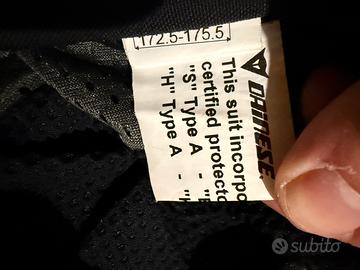 172.5-175.5
DAINESE
This suit incorpo
certified protecto
"S" Type A - "E
"H" Type A - "H
subito